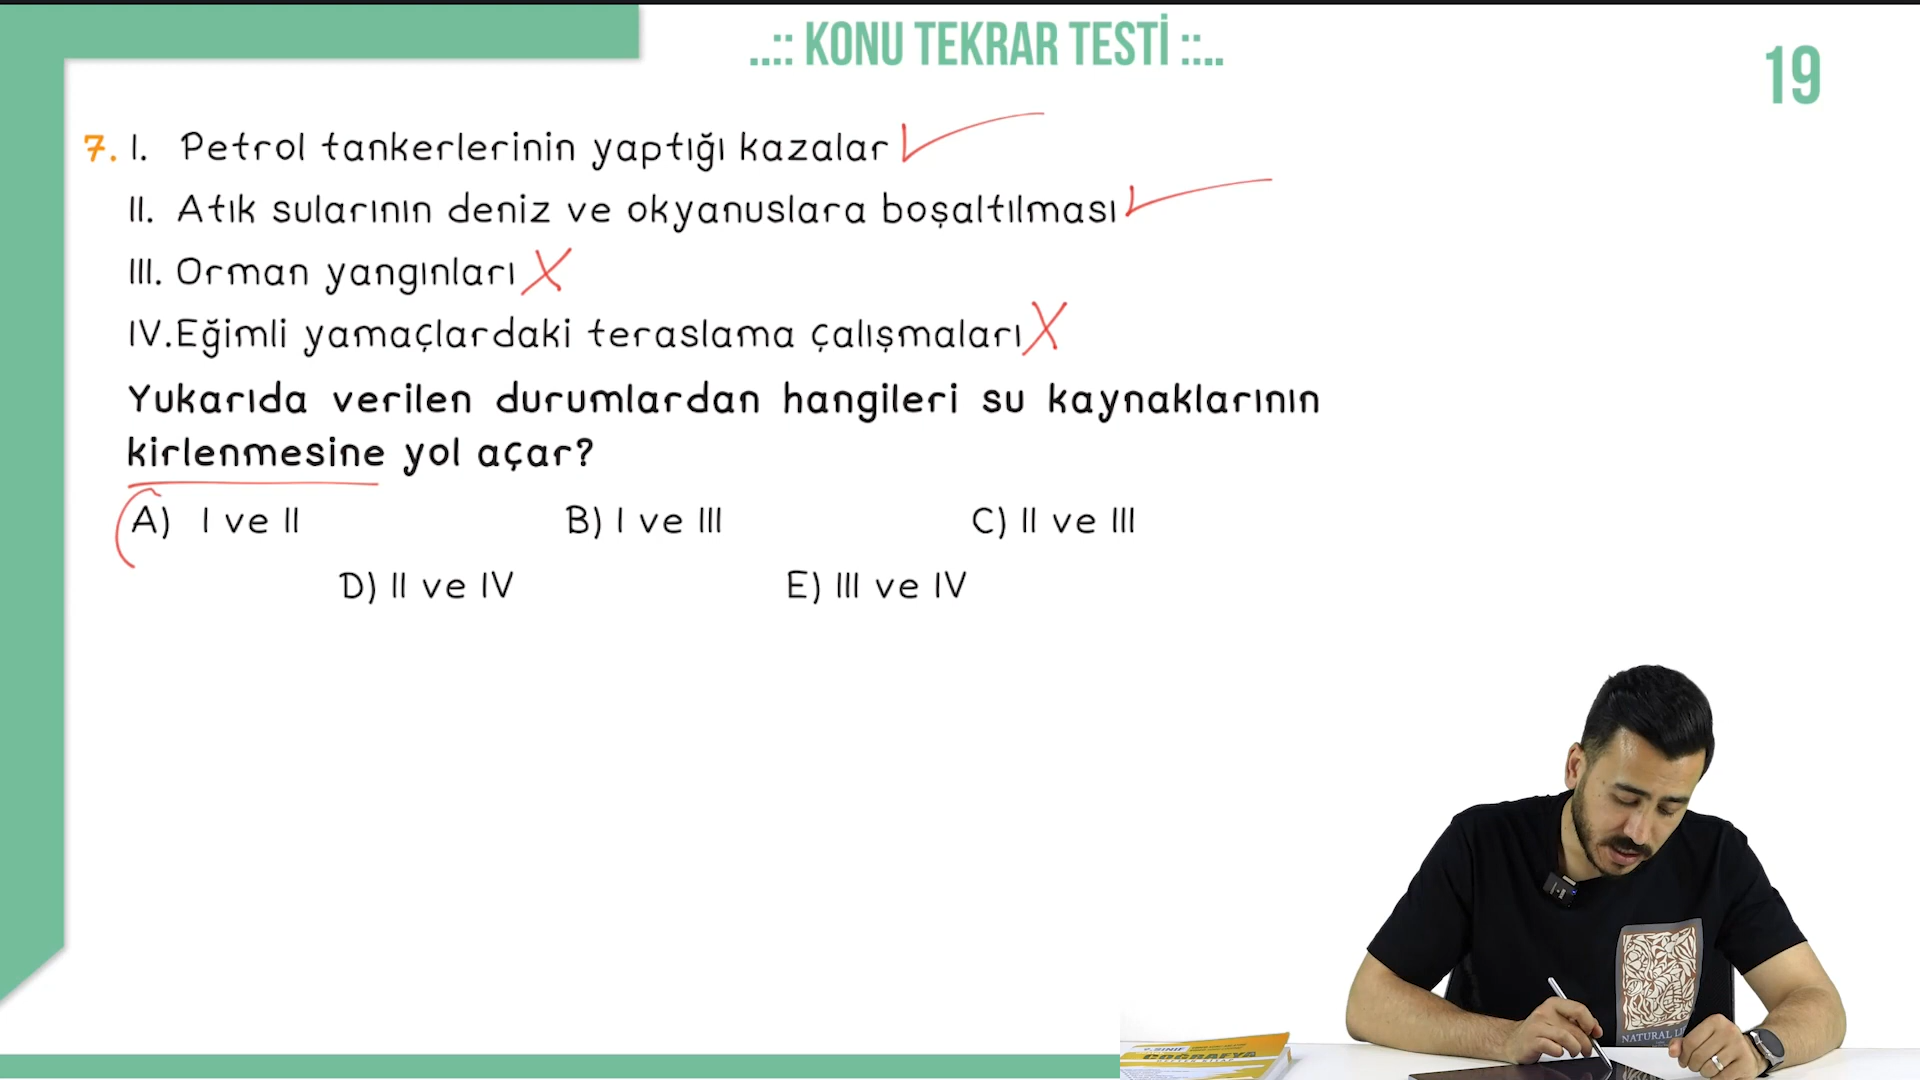 ..:: KONU TEKRAR TESTİ ::..
19
7. I. Petrol tankerlerinin yaptığı kazalar
II. Atık sularının deniz ve okyanuslara boşaltılması
III. Orman yangınları
IV. Eğimli yamaçlardaki teraslama çalışmaları
Yukarıda verilen durumlardan hangileri su kaynaklarının
kirlenmesine yol açar?
A) I ve II B) I ve III C) II ve III
D) II ve IV E) III ve IV
NATURAL
COĞRAFYA